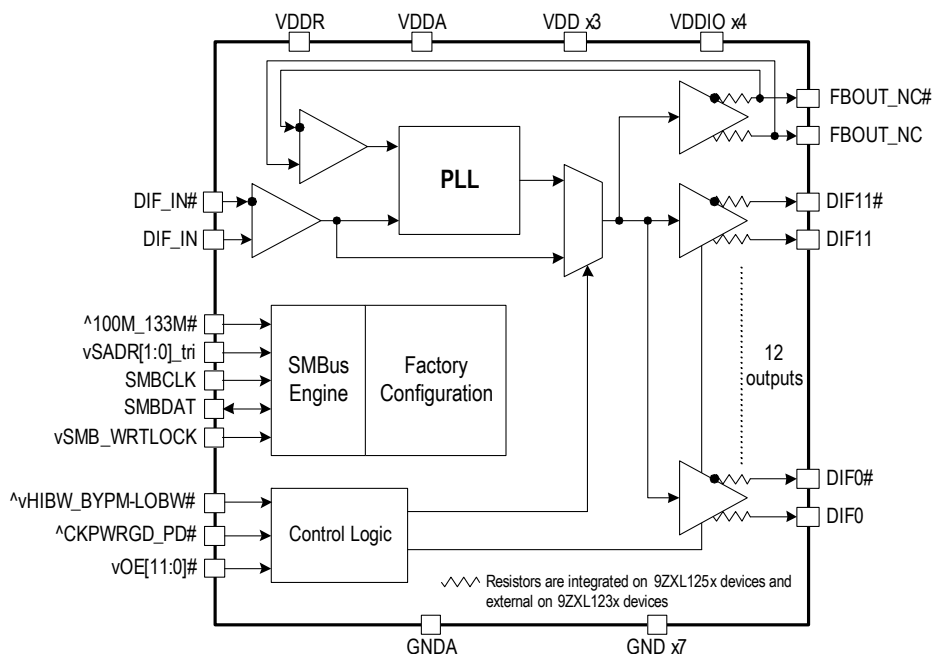 VDDR
VDDA
VDD x3
VDDIO x4
FBOUT_NC#
FBOUT_NC
PLL
DIF_IN#
DIF_IN
DIF11#
DIF11
^100M_133M#
vSADR[1:0]_tri
SMBCLK
SMBDAT
vSMB_WRTLOCK
SMBus
Engine
Factory
Configuration
12
outputs
DIF0#
DIF0
^vHIBW_BYPM-LOBW#
^CKPWRGD_PD#
vOE[11:0]#
Control Logic
Resistors are integrated on 9ZXL125x devices and
external on 9ZXL123x devices
GNDA
GND x7